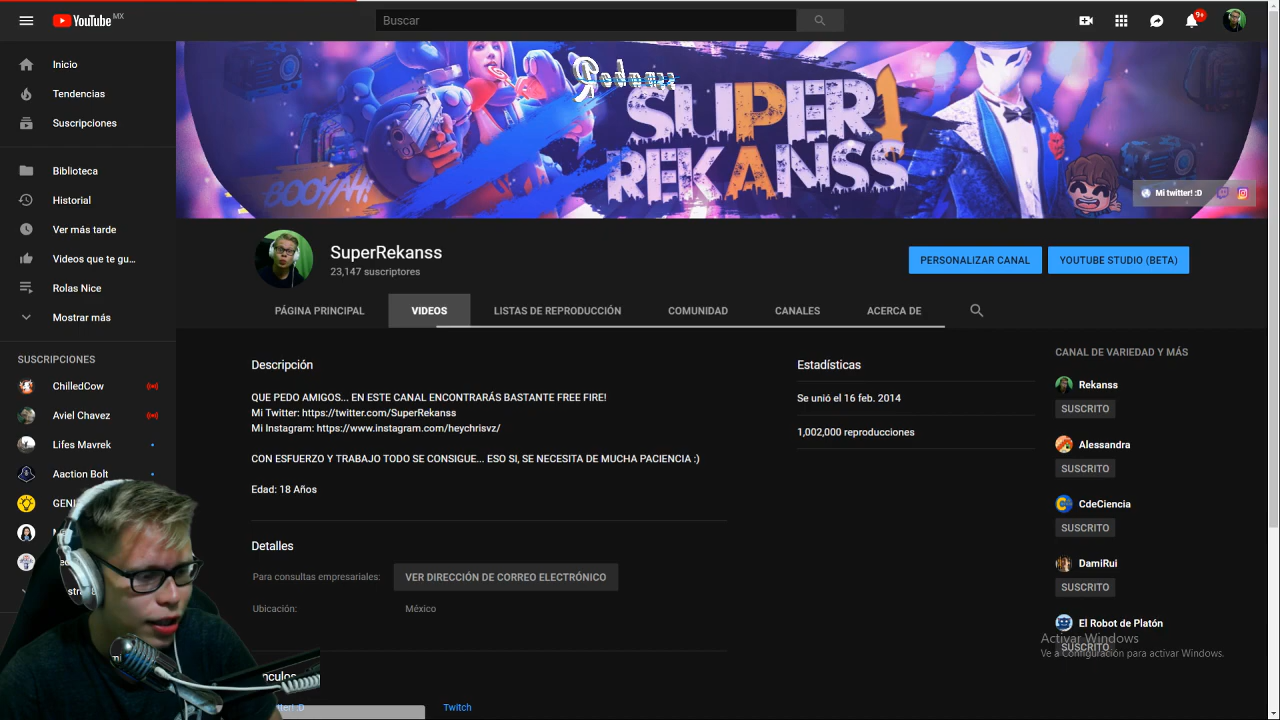 YouTube MX
Buscar
9+
Inicio
Tendencias
Suscripciones
Biblioteca
Historial
Ver más tarde
Videos que te gu...
Rolas Nice
Mostrar más
SUSCRIPCIONES
ChilledCow
Aviel Chavez
Lifes Mavrek
Aaction Bolt
BOOYAH!
SUPER
REKANSS
Mi twitter! :D
SuperRekanss
23,147 suscriptores
PERSONALIZAR CANAL
YOUTUBE STUDIO (BETA)
PÁGINA PRINCIPAL
VIDEOS
LISTAS DE REPRODUCCIÓN
COMUNIDAD
CANALES
ACERCA DE
Descripción
QUE PEDO AMIGOS... EN ESTE CANAL ENCONTRARÁS BASTANTE FREE FIRE!
Mi Twitter: https://twitter.com/SuperRekanss
Mi Instagram: https://www.instagram.com/heychrisvz/
CON ESFUERZO Y TRABAJO TODO SE CONSIGUE... ESO SI, SE NECESITA DE MUCHA PACIENCIA :)
Edad: 18 Años
Detalles
Para consultas empresariales:
VER DIRECCIÓN DE CORREO ELECTRÓNICO
Ubicación:
México
Twitch
Estadísticas
Se unió el 16 feb. 2014
1,002,000 reproducciones
CANAL DE VARIEDAD Y MÁS
Rekanss
SUSCRITO
Alessandra
SUSCRITO
CdeCiencia
SUSCRITO
DamiRui
SUSCRITO
El Robot de Platón
SUSCRITO
Activar Windows
Ve a Configuración para activar Windows.